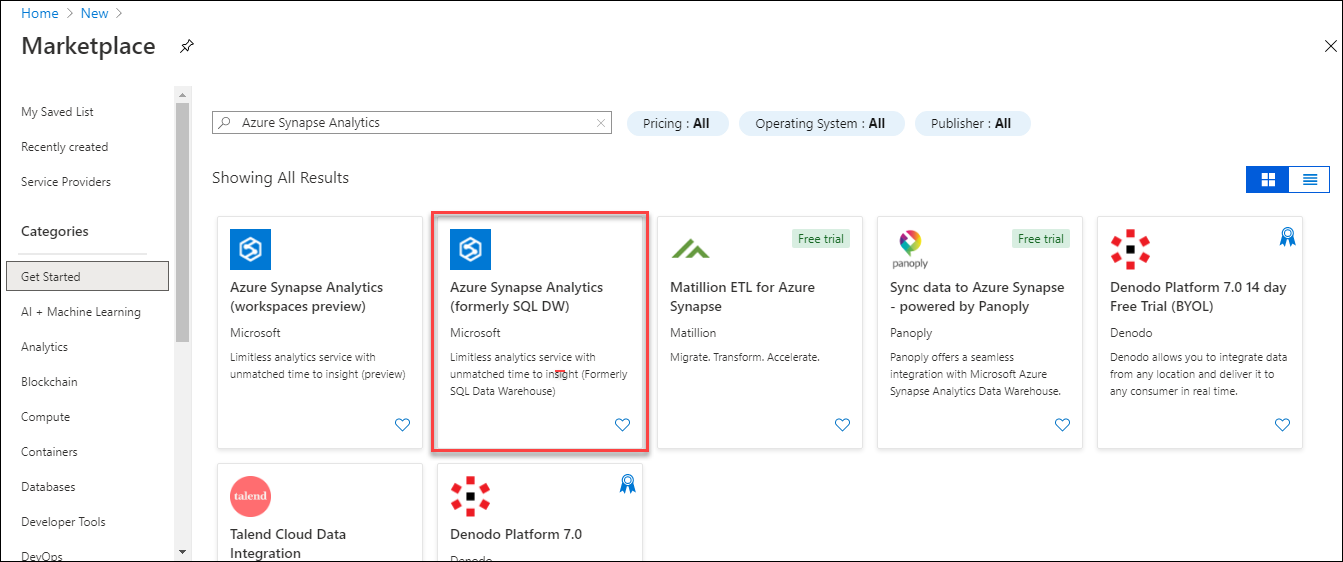 Home > New >
Marketplace
My Saved List
Recently created
Service Providers
Categories
Get Started
AI + Machine Learning
Analytics
Blockchain
Compute
Containers
Databases
Developer Tools
DevOps
Azure Synapse Analytics
Pricing : All
Operating System : All
Publisher : All
Showing All Results
Azure Synapse Analytics
(workspaces preview)
Microsoft
Limitless analytics service with
unmatched time to insight (preview)
Azure Synapse Analytics
(formerly SQL DW)
Microsoft
Limitless analytics service with
unmatched time to insight (Formerly
SQL Data Warehouse)
Free trial
Matillion ETL for Azure
Synapse
Matillion
Migrate. Transform. Accelerate.
panoply
Free trial
Sync data to Azure Synapse
- powered by Panoply
Panoply
Panoply offers a seamless
integration with Microsoft Azure
Synapse Analytics Data Warehouse.
Denodo Platform 7.0 14 day
Free Trial (BYOL)
Denodo
Denodo allows you to integrate data
from any location and deliver it to
any consumer in real time.
talend
Talend Cloud Data
Integration
Denodo Platform 7.0
Denodo